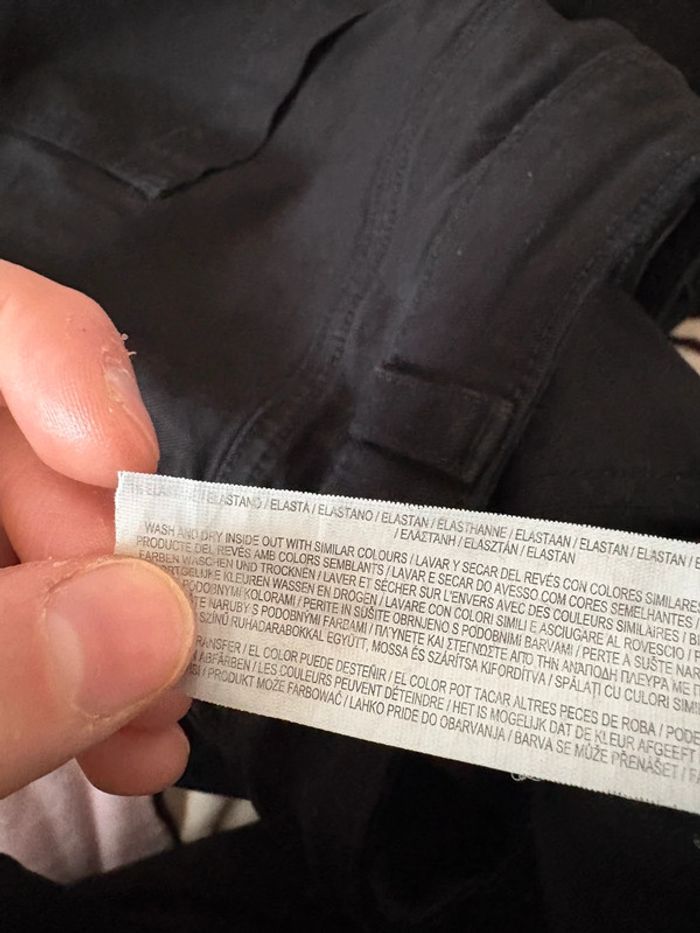 ELASTANO / ELASTÀ / ELASTANO / ELASTAN / ELASTHANNE / ELASTAAN / ELASTAN / ELASTAN /
/ ΕΛΑΣΤΑΝΗ / ELASZTÁN / ELASTAN
WASH AND DRY INSIDE OUT WITH SIMILAR COLOURS / LAVAR Y SECAR DEL REVÉS CON COLORES SIMILARES
PRODUCTE DEL REVÉS AMB COLORS SEMBLANTS / LAVAR E SECAR DO AVESSO COM CORES SEMELHANTES /
FARBEN WASCHEN UND TROCKNEN / LAVER ET SÉCHER SUR L'ENVERS AVEC DES COULEURS SIMILAIRES /
KLEUREN WASSEN EN DROGEN / LAVARE CON COLORI SIMILI E ASCIUGARE AL ROVESCIO /
PODOBNYMI KOLORAMI / PERITE IN SUŠITE OBRNJENO S PODOBNIMI BARVAMI / PERTE A SUŠTE
NARUBY S PODOBNÝMI FARBAMI / ΠΛΥΝΕΤΕ ΚΑΙ ΣΤΕΓΝΩΣΤΕ ΑΠΟ ΤΗΝ ΑΝΑΠΟΔΗ ΠΛΕΥΡΑ ΜΕ
SZÍNŰ RUHADARABOKKAL EGYÜTT, MOSSA ÉS SZÁRÍTSA KIFORDÍTVA / SPĂLAȚI CU CULORI
/ EL COLOR PUEDE DESTEÑIR / EL COLOR POT TACAR ALTRES PECES DE ROBA / PODE
ABFÄRBEN / LES COULEURS PEUVENT DÉTEINDRE / HET IS MOGELIJK DAT DE KLEUR AFGEEFT
/ PRODUKT MOŻE FARBOWAĆ / LAHKO PRIDE DO OBARVANJA / BARVA SE MŮŽE PŘENÁŠET /